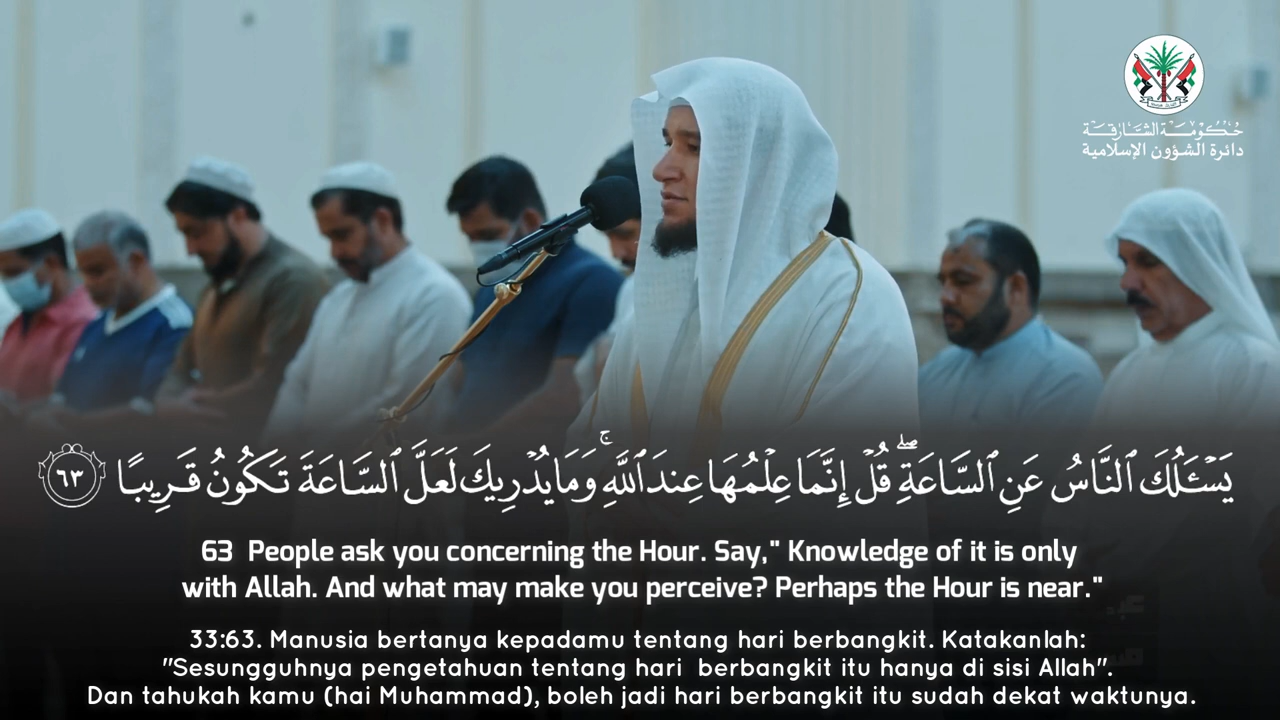 حكومة الشارقة
دائرة الشؤون الإسلامية
يَسْـَٔلُكَ ٱلنَّاسُ عَنِ ٱلسَّاعَةِۖ قُلْ إِنَّمَا عِلْمُهَا عِندَ ٱللَّهِۚ وَمَا يُدْرِيكَ لَعَلَّ ٱلسَّاعَةَ تَكُونُ قَرِيبًا ٦٣
63 People ask you concerning the Hour. Say," Knowledge of it is only
with Allah. And what may make you perceive? Perhaps the Hour is near."
33:63. Manusia bertanya kepadamu tentang hari berbangkit. Katakanlah:
"Sesungguhnya pengetahuan tentang hari berbangkit itu hanya di sisi Allah".
Dan tahukah kamu (hai Muhammad), boleh jadi hari berbangkit itu sudah dekat waktunya.